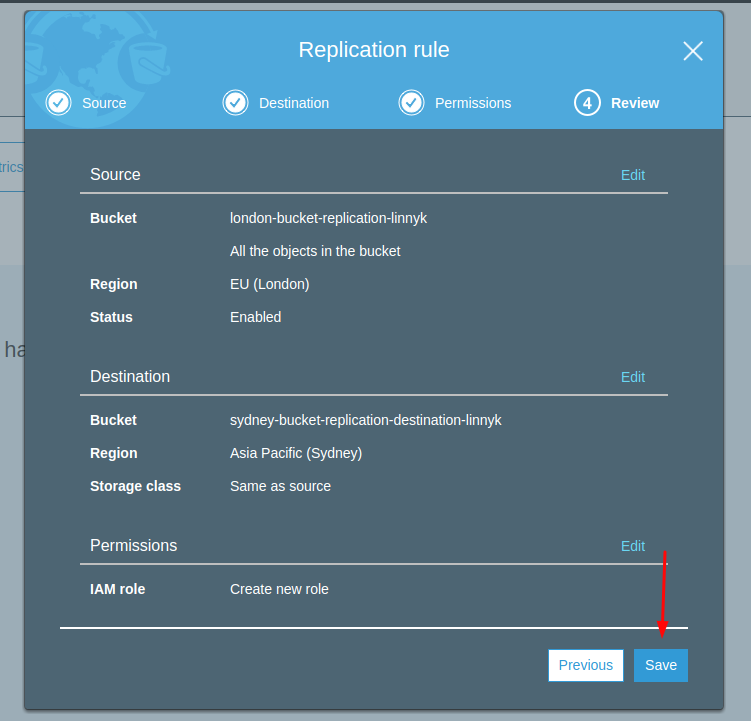 Replication rule
Source
Destination
Permissions
4 Review
trics
Source Edit
Bucket london-bucket-replication-linnyk
All the objects in the bucket
Region EU (London)
Status Enabled
ha
Destination Edit
Bucket sydney-bucket-replication-destination-linnyk
Region Asia Pacific (Sydney)
Storage class Same as source
Permissions Edit
IAM role Create new role
Previous Save